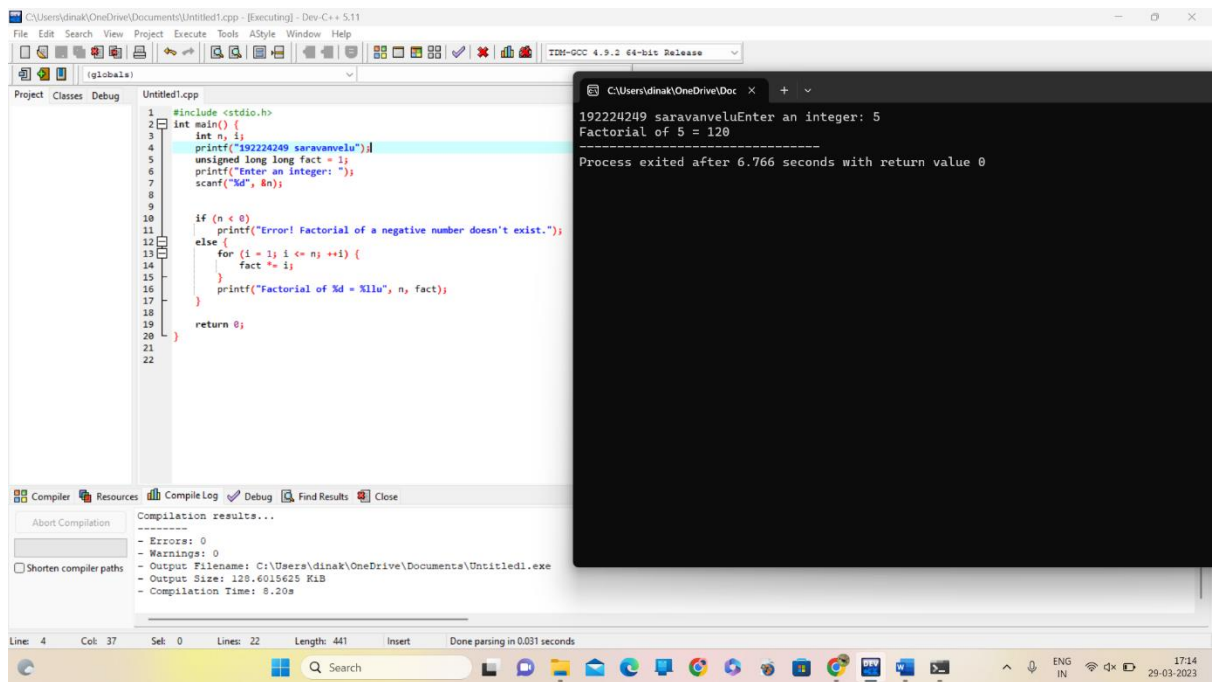 C:\Users\dinak\OneDrive\Documents\Untitled1.cpp - [Executing] - Dev-C++ 5.11
File Edit Search View Project Execute Tools AStyle Window Help
TDM-GCC 4.9.2 64-bit Release
(globals)
Project Classes Debug
Untitled1.cpp
1 #include <stdio.h>
2 int main() {
3 int n, i;
4 printf("192224249 saravanvelu");
5 unsigned long long fact = 1;
6 printf("Enter an integer: ");
7 scanf("%d", &n);
8
9
10 if (n < 0)
11 printf("Error! Factorial of a negative number doesn't exist.");
12 else {
13 for (i = 1; i <= n; ++i) {
14 fact *= i;
15 }
16 printf("Factorial of %d = %llu", n, fact);
17 }
18
19 return 0;
20 }
21
22
C:\Users\dinak\OneDrive\Doc
192224249 saravanveluEnter an integer: 5
Factorial of 5 = 120
--------------------------------
Process exited after 6.766 seconds with return value 0
Compiler Resources Compile Log Debug Find Results Close
Abort Compilation
Shorten compiler paths
Compilation results...
--------
- Errors: 0
- Warnings: 0
- Output Filename: C:\Users\dinak\OneDrive\Documents\Untitled1.exe
- Output Size: 128.6015625 KiB
- Compilation Time: 8.20s
Line: 4 Col: 37 Sel: 0 Lines: 22 Length: 441 Insert Done parsing in 0.031 seconds
Search
DEV
ENG
IN
17:14
29-03-2023